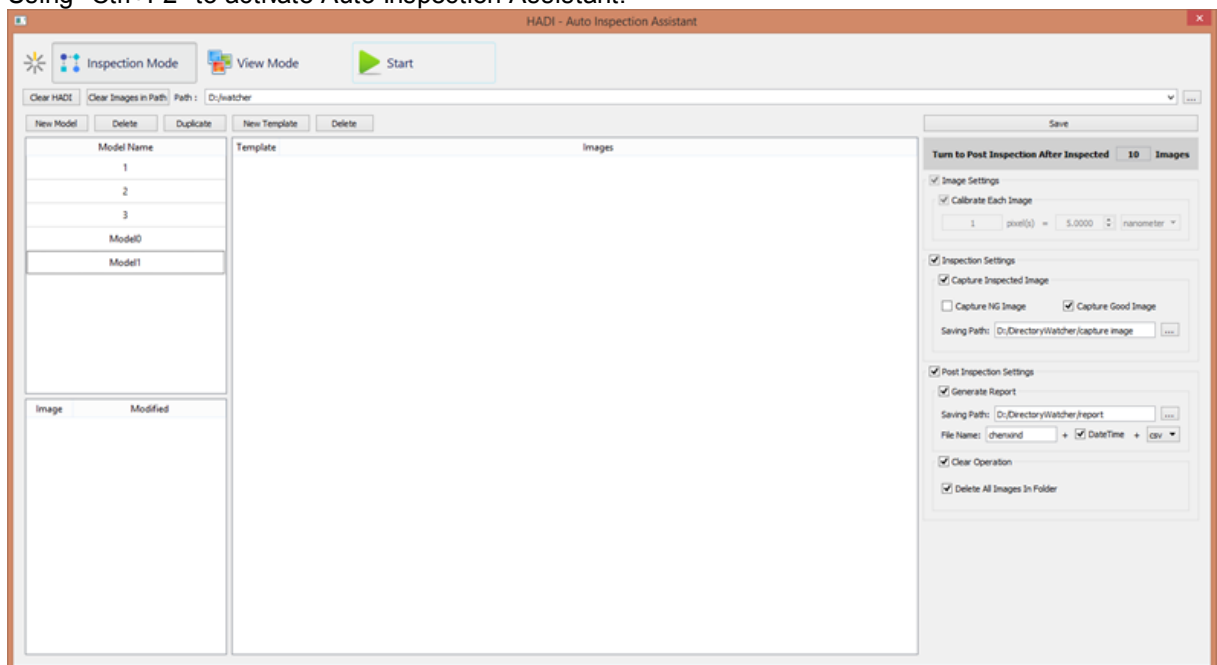 Using "Ctrl+F2" to activate Auto Inspection Assistant.
HADI - Auto Inspection Assistant
Inspection Mode View Mode Start
Clear HADI Clear Images in Path Path : D:/watcher ...
New Model Delete Duplicate New Template Delete Save
Model Name Template Images
Turn to Post Inspection After Inspected 10 Images
1
Image Settings
2
Calibrate Each Image
3
1 pixel(s) = 5.0000 nanometer
Model0
Model1
Inspection Settings
Capture Inspected Image
Capture NG Image Capture Good Image
Saving Path: D:/DirectoryWatcher/capture image ...
Post Inspection Settings
Generate Report
Image Modified
Saving Path: D:/DirectoryWatcher/report ...
File Name: chenxind + DateTime + csv
Clear Operation
Delete All Images In Folder